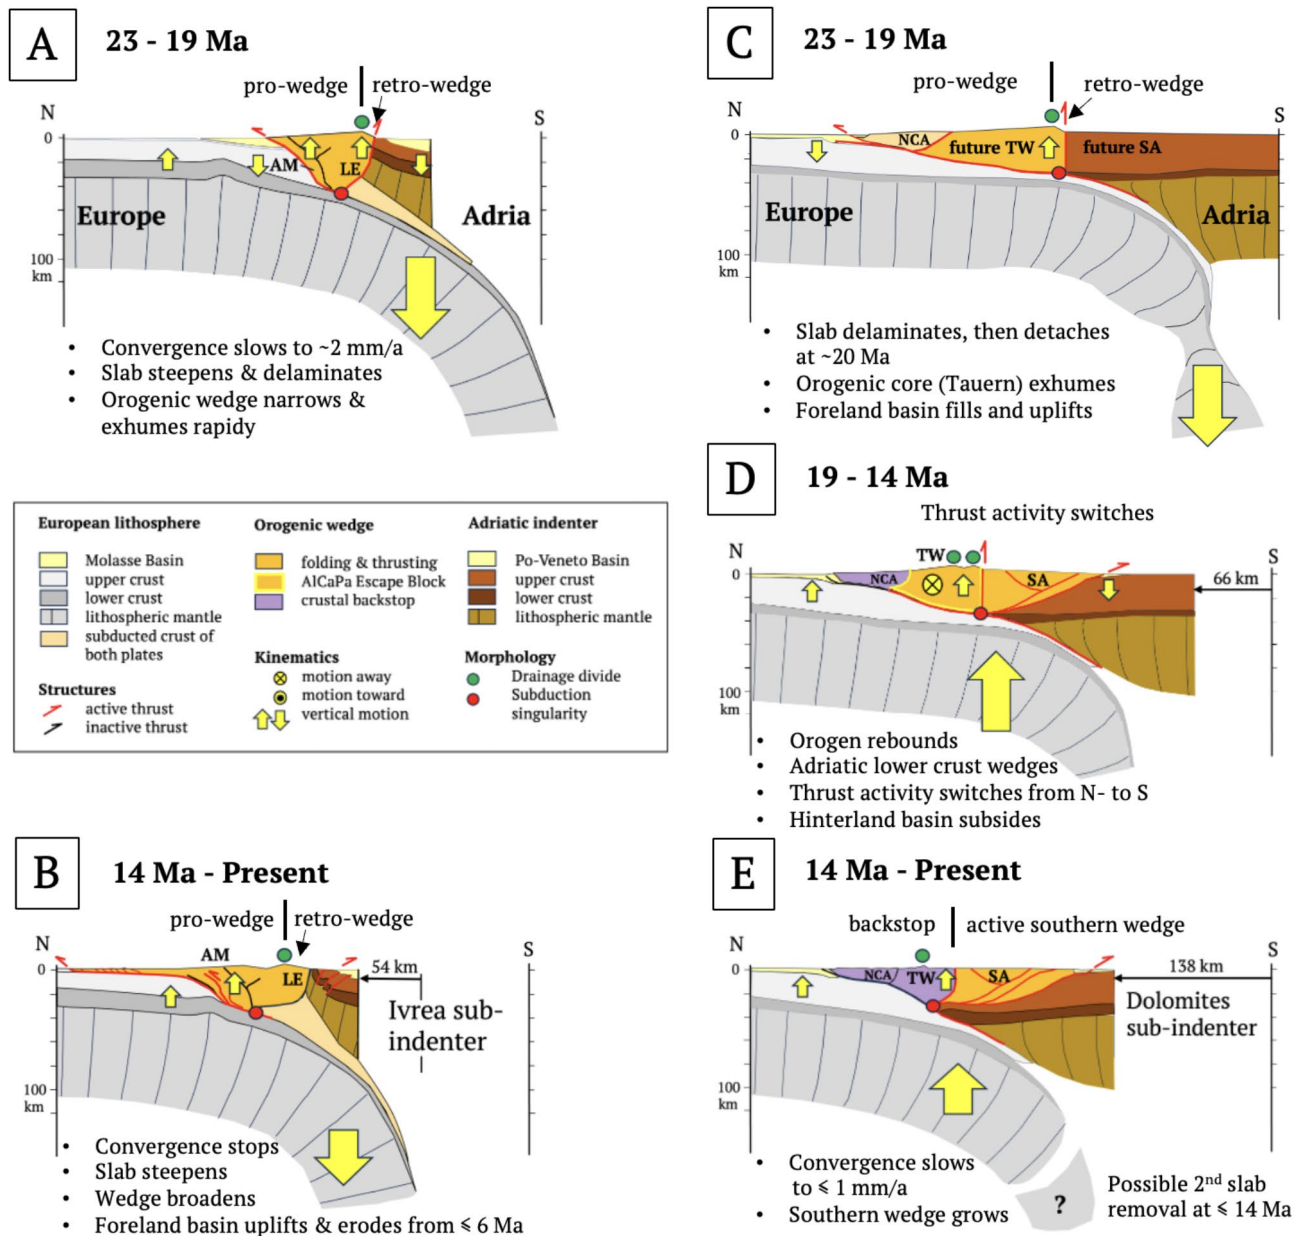 A
23 - 19 Ma
pro-wedge
retro-wedge
N
S
0
AM
LE
Europe
Adria
100
km
• Convergence slows to ~2 mm/a
• Slab steepens & delaminates
• Orogenic wedge narrows &
exhumes rapidy
European lithosphere
Molasse Basin
upper crust
lower crust
lithospheric mantle
subducted crust of
both plates
Structures
active thrust
inactive thrust
Orogenic wedge
folding & thrusting
AlCaPa Escape Block
crustal backstop
Kinematics
motion away
motion toward
vertical motion
Adriatic indenter
Po-Veneto Basin
upper crust
lower crust
lithospheric mantle
Morphology
Drainage divide
Subduction
singularity
B
14 Ma - Present
pro-wedge
retro-wedge
N
S
AM
0
LE
54 km
Ivrea sub-
indenter
100
km
• Convergence stops
• Slab steepens
• Wedge broadens
• Foreland basin uplifts & erodes from ⩽ 6 Ma
C
23 - 19 Ma
pro-wedge
retro-wedge
N
S
0
NCA
future TW
future SA
Europe
Adria
100
km
• Slab delaminates, then detaches
at ~20 Ma
• Orogenic core (Tauern) exhumes
• Foreland basin fills and uplifts
D
19 - 14 Ma
Thrust activity switches
N
TW
S
0
NCA
SA
66 km
100
km
• Orogen rebounds
• Adriatic lower crust wedges
• Thrust activity switches from N- to S
• Hinterland basin subsides
E
14 Ma - Present
backstop
active southern wedge
N
S
0
NCA
TW
SA
138 km
Dolomites
sub-indenter
100
km
• Convergence slows
to ⩽ 1 mm/a
• Southern wedge grows
?
Possible 2nd slab
removal at ⩽ 14 Ma